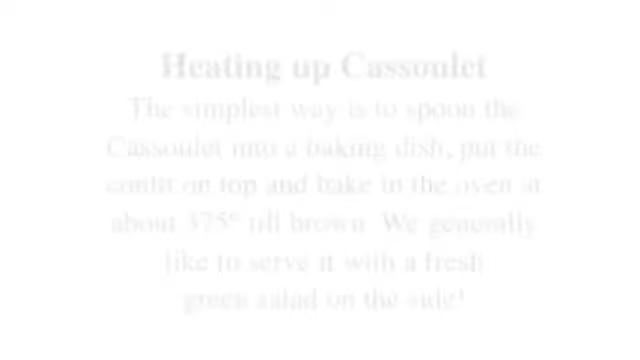 Heating up Cassoulet
The simplest way is to spoon the
Cassoulet into a baking dish, put the
confit on top and bake in the oven at
about 375° till brown. We generally
like to serve it with a fresh
green salad on the side!